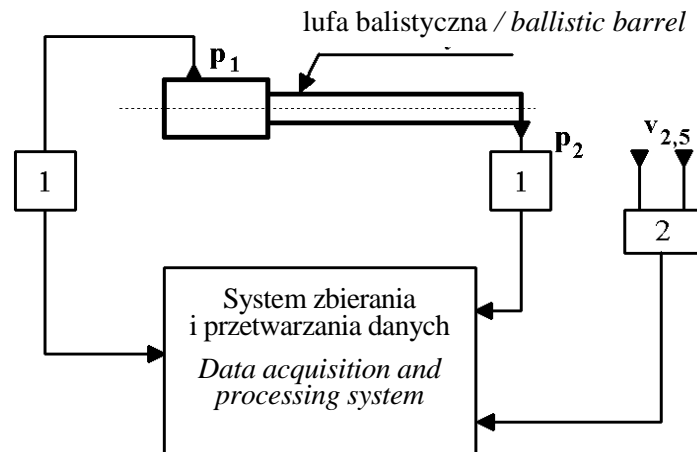 lufa balistyczna / ballistic barrel
p1
p2
v2,5
1
1
2
System zbierania
i przetwarzania danych
Data acquisition and
processing system